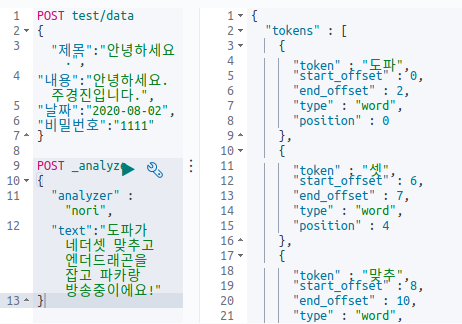 1 POST test/data
2 {
3 "제목":"안녕하세요
.",
4 "내용":"안녕하세요.
주경진입니다.",
5 "날짜":"2020-08-02",
6 "비밀번호":"1111"
7 }
8
9 POST _analyze
10 {
11 "analyzer" :
"nori",
12 "text":"도파가
네더셋 맞추고
엔더드래곤을
잡고 파카랑
방송중이에요!"
13 }
1 {
2 "tokens" : [
3 {
4 "token" : "도파",
5 "start_offset" : 0,
6 "end_offset" : 2,
7 "type" : "word",
8 "position" : 0
9 },
10 {
11 "token" : "셋",
12 "start_offset" : 6,
13 "end_offset" : 7,
14 "type" : "word",
15 "position" : 4
16 },
17 {
18 "token" : "맞추",
19 "start_offset" : 8,
20 "end_offset" : 10,
21 "type" : "word",